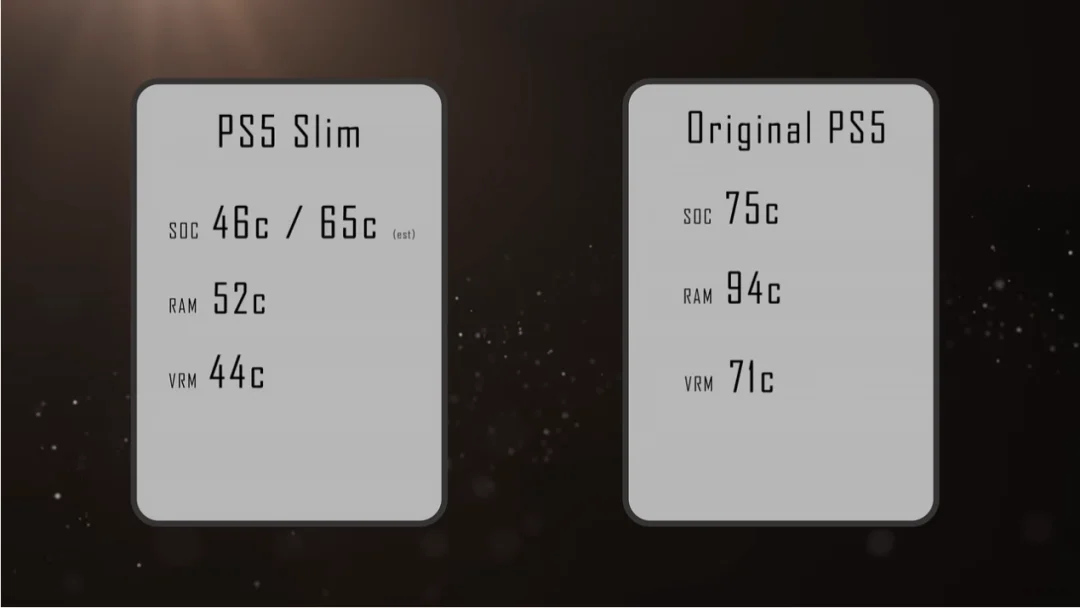 PS5 Slim
SOC 46c / 65c (est)
RAM 52c
VRM 44c
Original PS5
SOC 75c
RAM 94c
VRM 71c